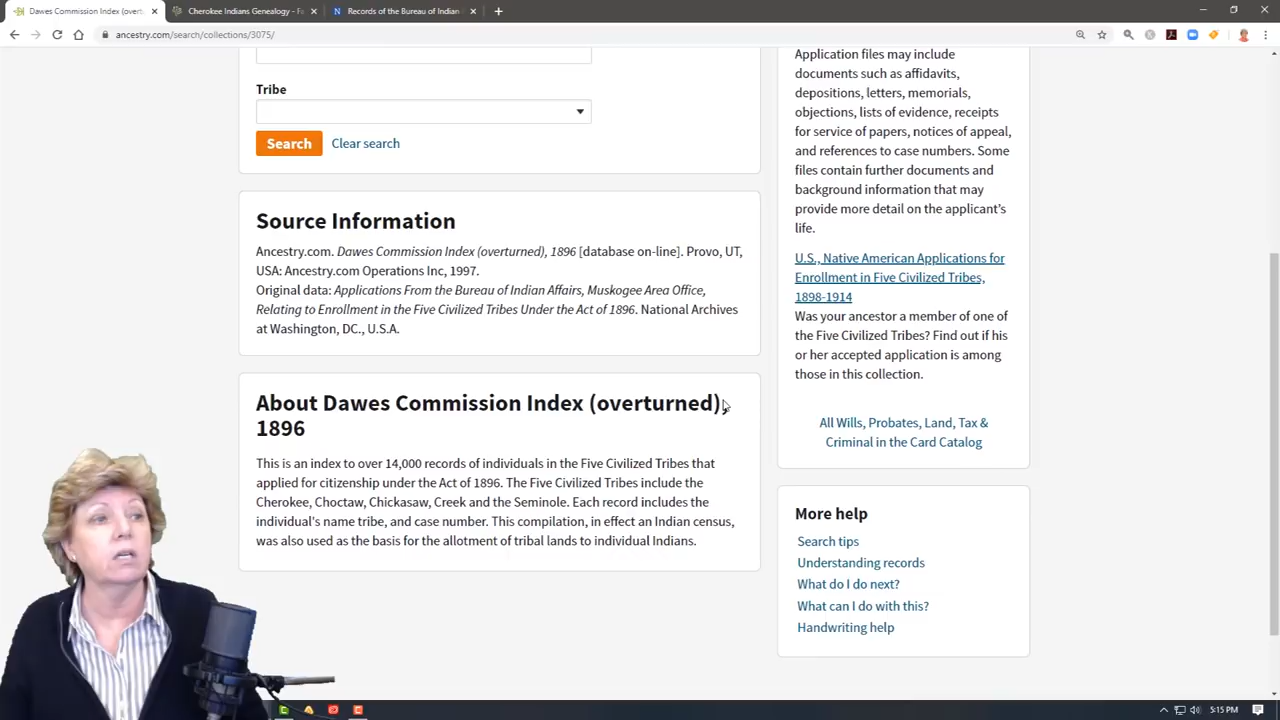 Dawes Commission Index (overt
Cherokee Indians Genealogy - F
Records of the Bureau of Indian
ancestry.com/search/collections/3075/
Tribe
Search
Clear search
Source Information
Ancestry.com. Dawes Commission Index (overturned), 1896 [database on-line]. Provo, UT,
USA: Ancestry.com Operations Inc, 1997.
Original data: Applications From the Bureau of Indian Affairs, Muskogee Area Office,
Relating to Enrollment in the Five Civilized Tribes Under the Act of 1896. National Archives
at Washington, DC., U.S.A.
About Dawes Commission Index (overturned),
1896
This is an index to over 14,000 records of individuals in the Five Civilized Tribes that
applied for citizenship under the Act of 1896. The Five Civilized Tribes include the
Cherokee, Choctaw, Chickasaw, Creek and the Seminole. Each record includes the
individual's name tribe, and case number. This compilation, in effect an Indian census,
was also used as the basis for the allotment of tribal lands to individual Indians.
Application files may include
documents such as affidavits,
depositions, letters, memorials,
objections, lists of evidence, receipts
for service of papers, notices of appeal,
and references to case numbers. Some
files contain further documents and
background information that may
provide more detail on the applicant's
life.
U.S., Native American Applications for
Enrollment in Five Civilized Tribes,
1898-1914
Was your ancestor a member of one of
the Five Civilized Tribes? Find out if his
or her accepted application is among
those in this collection.
All Wills, Probates, Land, Tax &
Criminal in the Card Catalog
More help
Search tips
Understanding records
What do I do next?
What can I do with this?
Handwriting help
5:15 PM